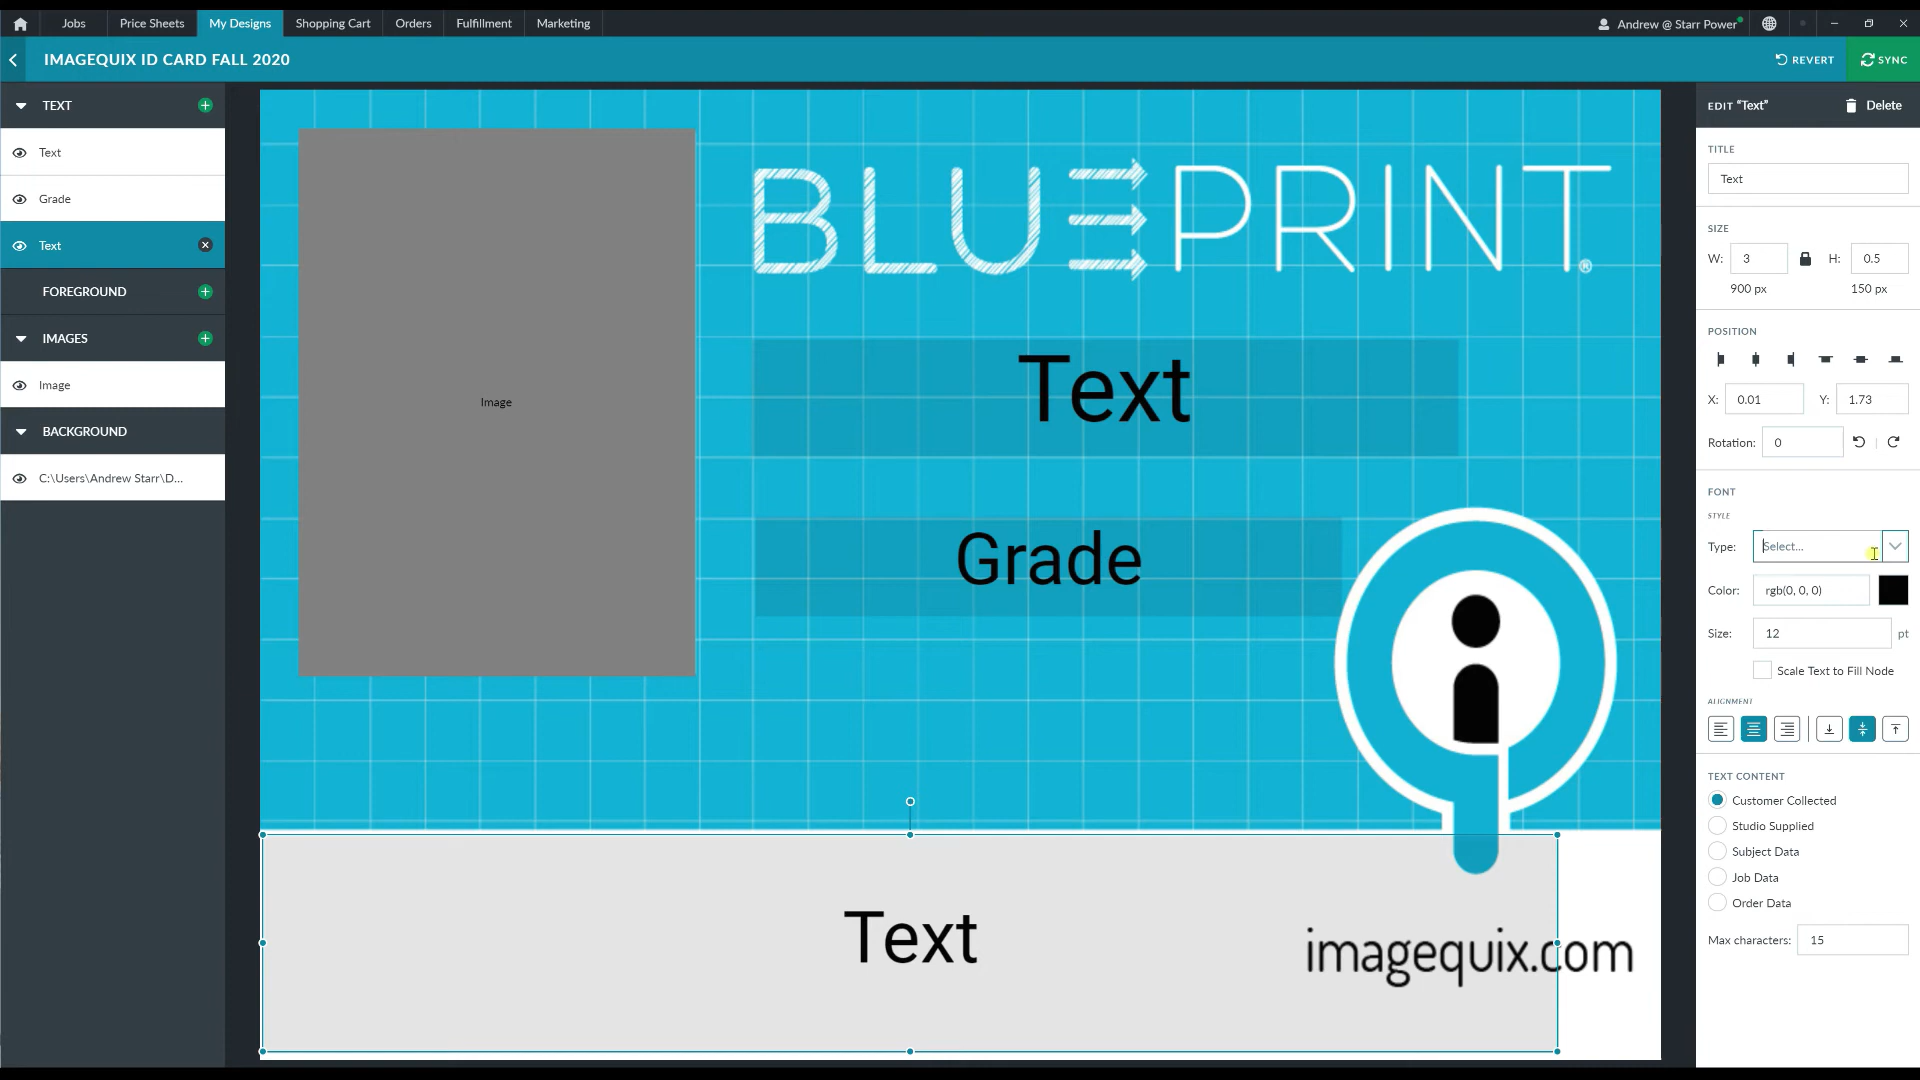 Jobs
Price Sheets
My Designs
Shopping Cart
Orders
Fulfillment
Marketing
Andrew @ Starr Power
IMAGEQUIX ID CARD FALL 2020
REVERT
SYNC
TEXT
Text
Grade
Text
FOREGROUND
IMAGES
Image
BACKGROUND
C:\Users\Andrew Starr\D...
Image
BLUEPRINT®
Text
Grade
Text
imagequix.com
EDIT “Text”
Delete
TITLE
Text
SIZE
W: 3 H: 0.5
900 px 150 px
POSITION
X: 0.01 Y: 1.73
Rotation: 0
FONT
STYLE
Type: Select...
Color: rgb(0, 0, 0)
Size: 12 pt
Scale Text to Fill Node
ALIGNMENT
TEXT CONTENT
Customer Collected
Studio Supplied
Subject Data
Job Data
Order Data
Max characters: 15